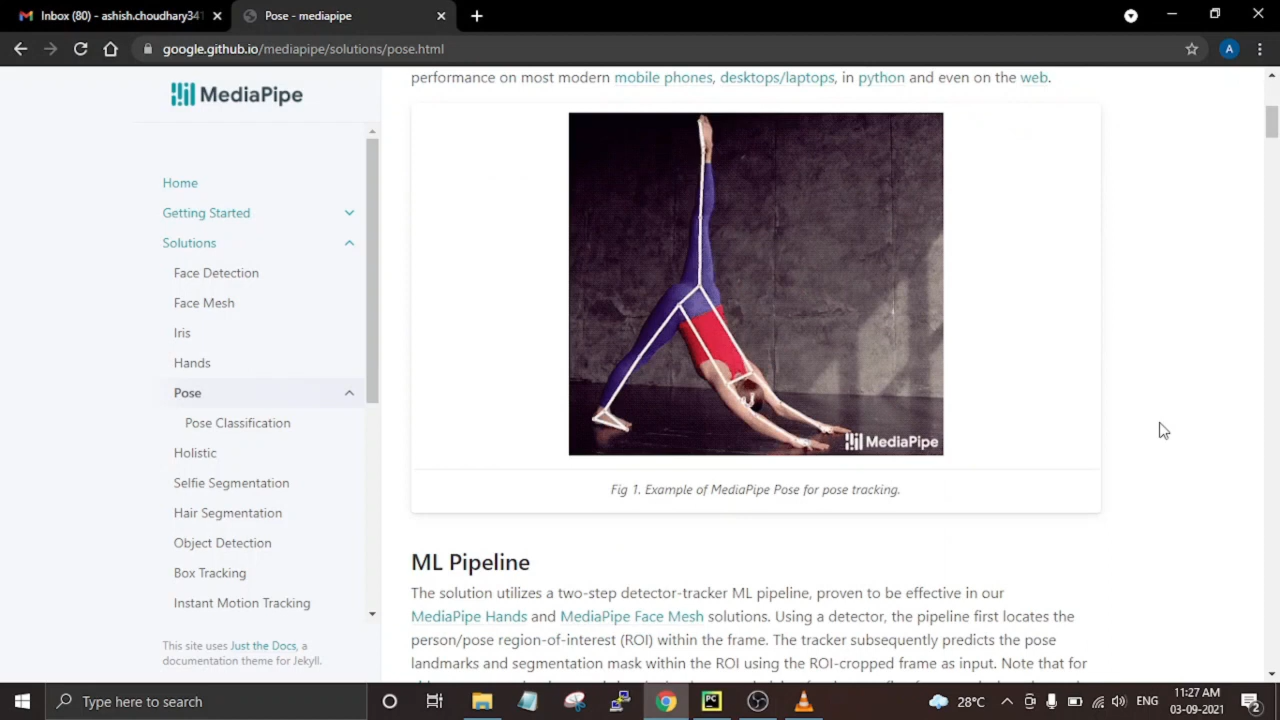 Inbox (80) - ashish.choudhary341
Pose - mediapipe
A
google.github.io/mediapipe/solutions/pose.html
MediaPipe
Home
Getting Started
Solutions
Face Detection
Face Mesh
Iris
Hands
Pose
Pose Classification
Holistic
Selfie Segmentation
Hair Segmentation
Object Detection
Box Tracking
Instant Motion Tracking
This site uses Just the Docs, a
documentation theme for Jekyll.
performance on most modern mobile phones, desktops/laptops, in python and even on the web.
MediaPipe
Fig 1. Example of MediaPipe Pose for pose tracking.
ML Pipeline
The solution utilizes a two-step detector-tracker ML pipeline, proven to be effective in our
MediaPipe Hands and MediaPipe Face Mesh solutions. Using a detector, the pipeline first locates the
person/pose region-of-interest (ROI) within the frame. The tracker subsequently predicts the pose
landmarks and segmentation mask within the ROI using the ROI-cropped frame as input. Note that for
Type here to search
PC
28°C
ENG
11:27 AM
03-09-2021
2